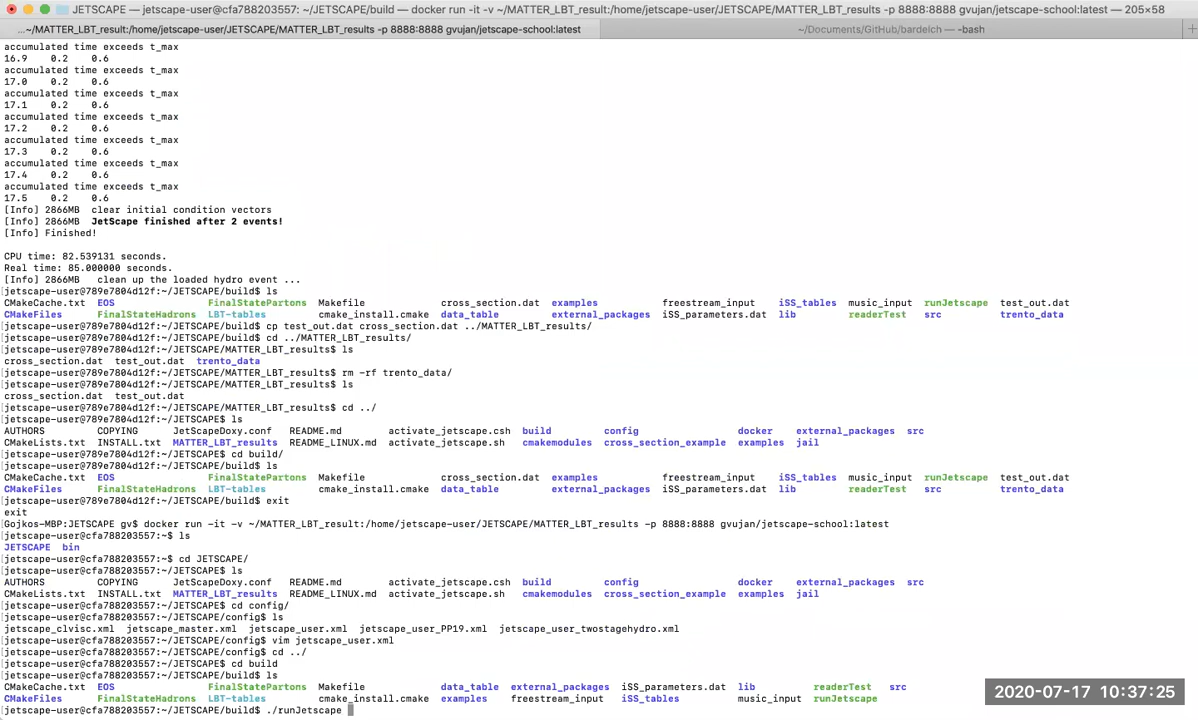 JETSCAPE — jetscape-user@cfa788203557: ~/JETSCAPE/build — docker run -it -v ~/MATTER_LBT_result:/home/jetscape-user/JETSCAPE/MATTER_LBT_results -p 8888:8888 gvujan/jetscape-school:latest — 205×58
...~/MATTER_LBT_result:/home/jetscape-user/JETSCAPE/MATTER_LBT_results -p 8888:8888 gvujan/jetscape-school:latest ~/Documents/GitHub/bardeich — -bash +
accumulated time exceeds t_max
16.9 0.2 0.6
accumulated time exceeds t_max
17.0 0.2 0.6
accumulated time exceeds t_max
17.1 0.2 0.6
accumulated time exceeds t_max
17.2 0.2 0.6
accumulated time exceeds t_max
17.3 0.2 0.6
accumulated time exceeds t_max
17.4 0.2 0.6
accumulated time exceeds t_max
17.5 0.2 0.6
[Info] 2866MB clear initial condition vectors
[Info] 2866MB JetScape finished after 2 events!
[Info] Finished!
CPU time: 82.539131 seconds.
Real time: 85.000000 seconds.
[Info] 2866MB clean up the loaded hydro event ...
[jetscape-user@789e7804d12f:~/JETSCAPE/build$ ls
CMakeCache.txt EOS FinalStatePartons Makefile cross_section.dat examples freestream_input iSS_tables music_input runJetscape test_out.dat
CMakeFiles FinalStateHadrons LBT-tables cmake_install.cmake data_table external_packages iSS_parameters.dat lib readerTest src trento_data
[jetscape-user@789e7804d12f:~/JETSCAPE/build$ cp test_out.dat cross_section.dat ../MATTER_LBT_results/
[jetscape-user@789e7804d12f:~/JETSCAPE/build$ cd ../MATTER_LBT_results/
[jetscape-user@789e7804d12f:~/JETSCAPE/MATTER_LBT_results$ ls
cross_section.dat test_out.dat trento_data
[jetscape-user@789e7804d12f:~/JETSCAPE/MATTER_LBT_results$ rm -rf trento_data/
[jetscape-user@789e7804d12f:~/JETSCAPE/MATTER_LBT_results$ ls
cross_section.dat test_out.dat
[jetscape-user@789e7804d12f:~/JETSCAPE/MATTER_LBT_results$ cd ../
[jetscape-user@789e7804d12f:~/JETSCAPE$ ls
AUTHORS COPYING JetScapeDoxy.conf README.md activate_jetscape.csh build config docker external_packages src
CMakeLists.txt INSTALL.txt MATTER_LBT_results README_LINUX.md activate_jetscape.sh cmakemodules cross_section_example examples jail
[jetscape-user@789e7804d12f:~/JETSCAPE$ cd build/
[jetscape-user@789e7804d12f:~/JETSCAPE/build$ ls
CMakeCache.txt EOS FinalStatePartons Makefile cross_section.dat examples freestream_input iSS_tables music_input runJetscape test_out.dat
CMakeFiles FinalStateHadrons LBT-tables cmake_install.cmake data_table external_packages iSS_parameters.dat lib readerTest src trento_data
[jetscape-user@789e7804d12f:~/JETSCAPE/build$ exit
exit
Gojkos-MBP:JETSCAPE gv$ docker run -it -v ~/MATTER_LBT_result:/home/jetscape-user/JETSCAPE/MATTER_LBT_results -p 8888:8888 gvujan/jetscape-school:latest
[jetscape-user@cfa788203557:~$ ls
JETSCAPE bin
[jetscape-user@cfa788203557:~$ cd JETSCAPE/
[jetscape-user@cfa788203557:~/JETSCAPE$ ls
AUTHORS COPYING JetScapeDoxy.conf README.md activate_jetscape.csh build config docker external_packages src
CMakeLists.txt INSTALL.txt MATTER_LBT_results README_LINUX.md activate_jetscape.sh cmakemodules cross_section_example examples jail
[jetscape-user@cfa788203557:~/JETSCAPE$ cd config/
[jetscape-user@cfa788203557:~/JETSCAPE/config$ ls
jetscape_clvisc.xml jetscape_master.xml jetscape_user.xml jetscape_user_PP19.xml jetscape_user_twostagehydro.xml
[jetscape-user@cfa788203557:~/JETSCAPE/config$ vim jetscape_user.xml
[jetscape-user@cfa788203557:~/JETSCAPE/config$ cd ../
[jetscape-user@cfa788203557:~/JETSCAPE$ cd build
[jetscape-user@cfa788203557:~/JETSCAPE/build$ ls
CMakeCache.txt EOS FinalStatePartons Makefile data_table external_packages iSS_parameters.dat lib readerTest src
CMakeFiles FinalStateHadrons LBT-tables cmake_install.cmake examples freestream_input iSS_tables music_input runJetscape
[jetscape-user@cfa788203557:~/JETSCAPE/build$ ./runJetscape
2020-07-17 10:37:25